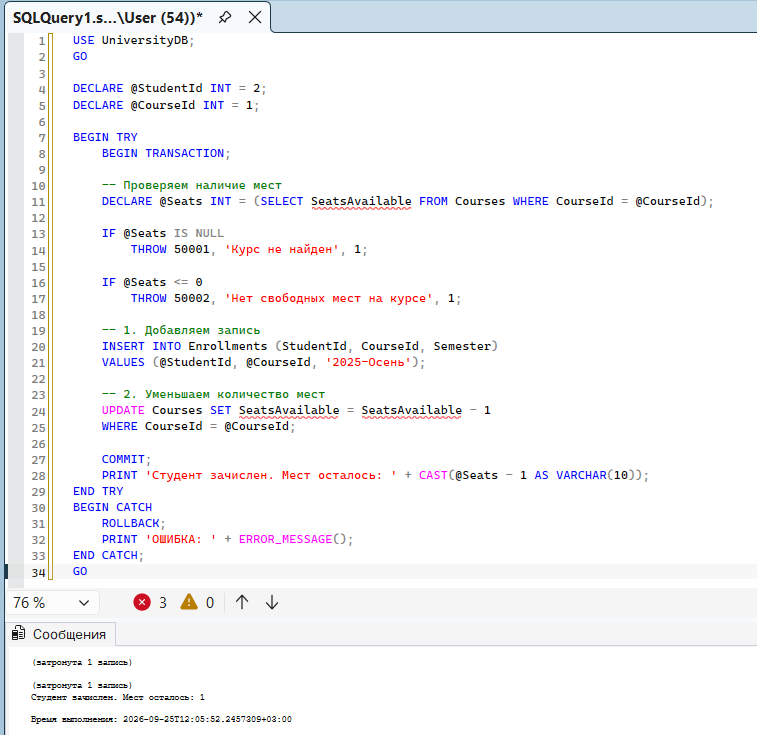 SQLQuery1.s...\User (54))*
1 USE UniversityDB;
2 GO
3
4 DECLARE @StudentId INT = 2;
5 DECLARE @CourseId INT = 1;
6
7 BEGIN TRY
8 BEGIN TRANSACTION;
9
10 -- Проверяем наличие мест
11 DECLARE @Seats INT = (SELECT SeatsAvailable FROM Courses WHERE CourseId = @CourseId);
12
13 IF @Seats IS NULL
14 THROW 50001, 'Курс не найден', 1;
15
16 IF @Seats <= 0
17 THROW 50002, 'Нет свободных мест на курсе', 1;
18
19 -- 1. Добавляем запись
20 INSERT INTO Enrollments (StudentId, CourseId, Semester)
21 VALUES (@StudentId, @CourseId, '2025-Осень');
22
23 -- 2. Уменьшаем количество мест
24 UPDATE Courses SET SeatsAvailable = SeatsAvailable - 1
25 WHERE CourseId = @CourseId;
26
27 COMMIT;
28 PRINT 'Студент зачислен. Мест осталось: ' + CAST(@Seats - 1 AS VARCHAR(10));
29 END TRY
30 BEGIN CATCH
31 ROLLBACK;
32 PRINT 'ОШИБКА: ' + ERROR_MESSAGE();
33 END CATCH;
34 GO
76 % 3 0
Сообщения
(затронута 1 запись)
(затронута 1 запись)
Студент зачислен. Мест осталось: 1
Время выполнения: 2026-09-25T12:05:52.2457309+03:00